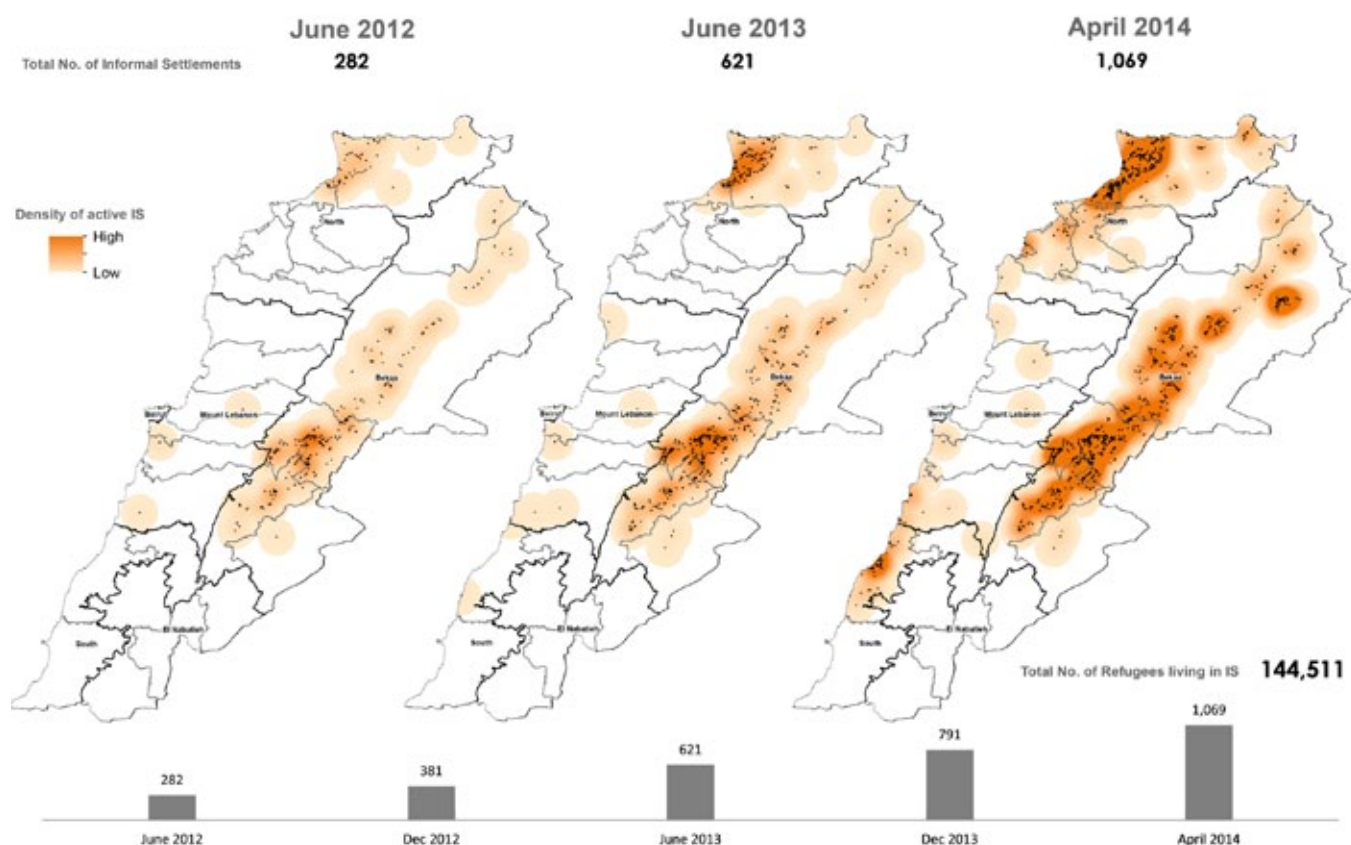 June 2012
June 2013
April 2014
Total No. of Informal Settlements
282
621
1,069
Density of active IS
High
Low
North
Bekaa
Beirut
Mount Lebanon
El Nabatieh
South
North
Bekaa
Beirut
Mount Lebanon
El Nabatieh
South
North
Bekaa
Beirut
Mount Lebanon
El Nabatieh
South
Total No. of Refugees living in IS 144,511
282
381
621
791
1,069
June 2012
Dec 2012
June 2013
Dec 2013
April 2014